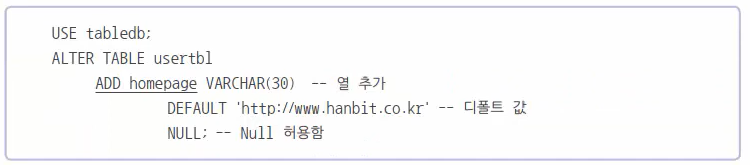 USE tabledb;
ALTER TABLE usertbl
ADD homepage VARCHAR(30) -- 열 추가
DEFAULT 'http://www.hanbit.co.kr' -- 디폴트 값
NULL; -- Null 허용함